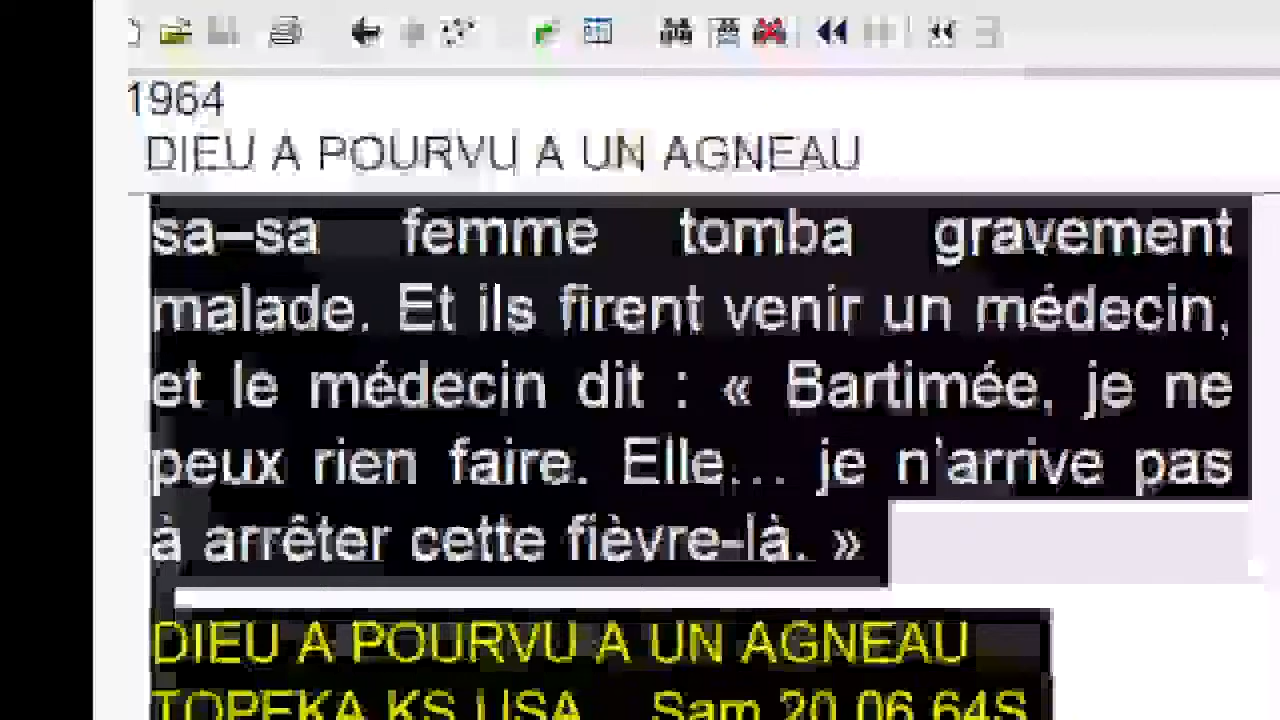 1964
DIEU A POURVU A UN AGNEAU
sa–sa femme tomba gravement
malade. Et ils firent venir un médecin,
et le médecin dit : « Bartimée, je ne
peux rien faire. Elle… je n'arrive pas
à arrêter cette fièvre-là. »
DIEU A POURVU A UN AGNEAU
TOPEKA KS USA Sam 20.06.64S